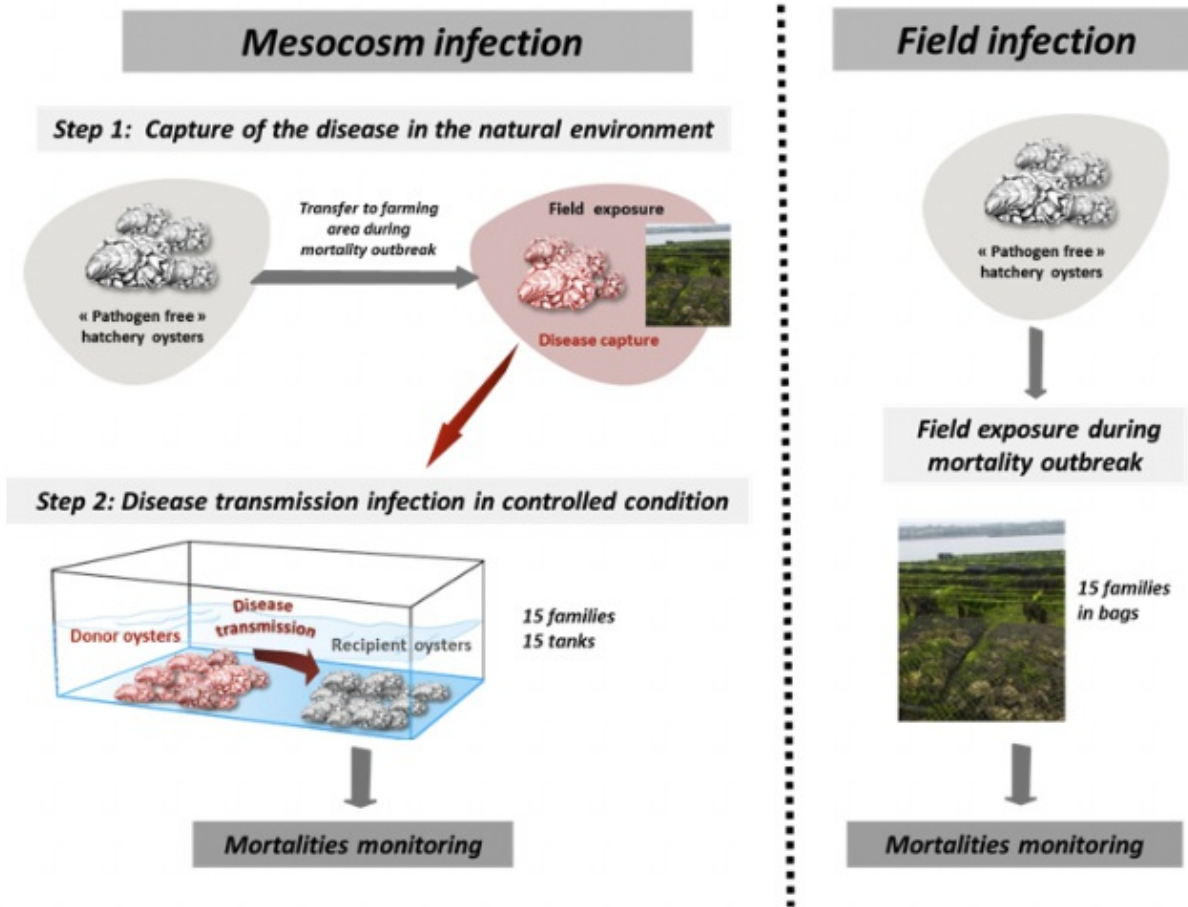 Mesocosm infection
Step 1: Capture of the disease in the natural environment
« Pathogen free »
hatchery oysters
Transfer to farming
area during
mortality outbreak
Field exposure
Disease capture
Step 2: Disease transmission infection in controlled condition
Donor oysters
Disease
transmission
Recipient oysters
15 families
15 tanks
Mortalities monitoring
Field infection
« Pathogen free »
hatchery oysters
Field exposure during
mortality outbreak
15 families
in bags
Mortalities monitoring